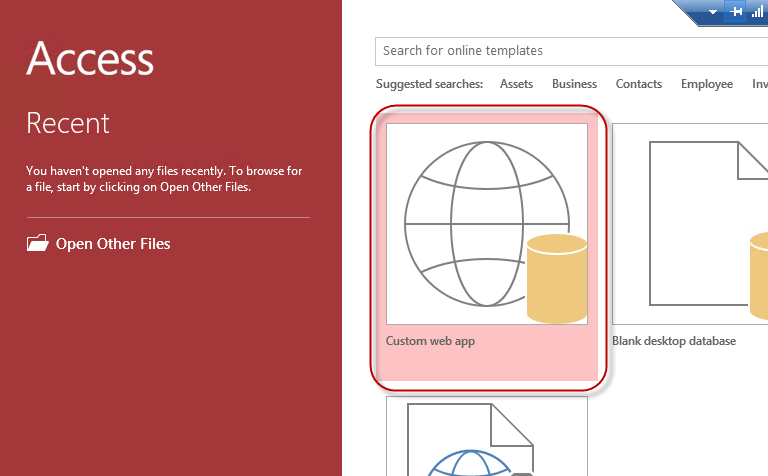 Access
Recent
You haven't opened any files recently. To browse for
a file, start by clicking on Open Other Files.
Open Other Files
Search for online templates
Suggested searches: Assets Business Contacts Employee Inv
Custom web app
Blank desktop database